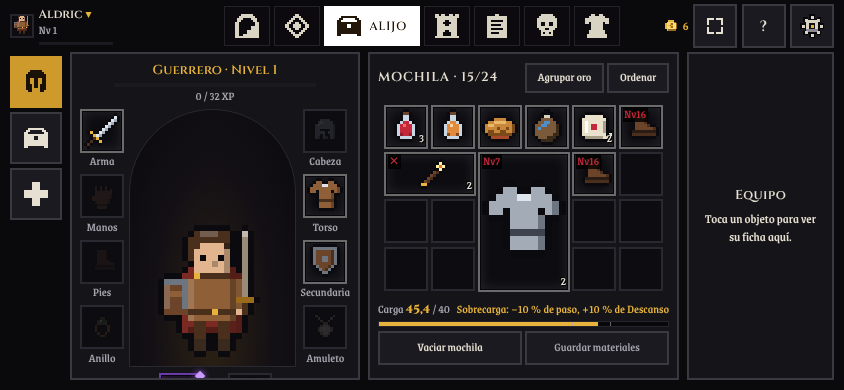 ALDRIC ▾
Nv 1
ALIJO
6
?
GUERRERO · NIVEL 1
0 / 32 XP
Arma
Manos
Pies
Anillo
Cabeza
Torso
Secundaria
Amuleto
MOCHILA · 15/24
Agrupar oro
Ordenar
3
2
Nv16
2
Nv7
2
Nv16
Carga 45,4 / 40 Sobrecarga: −10 % de paso, +10 % de Descanso
Vaciar mochila
Guardar materiales
EQUIPO
Toca un objeto para ver
su ficha aquí.